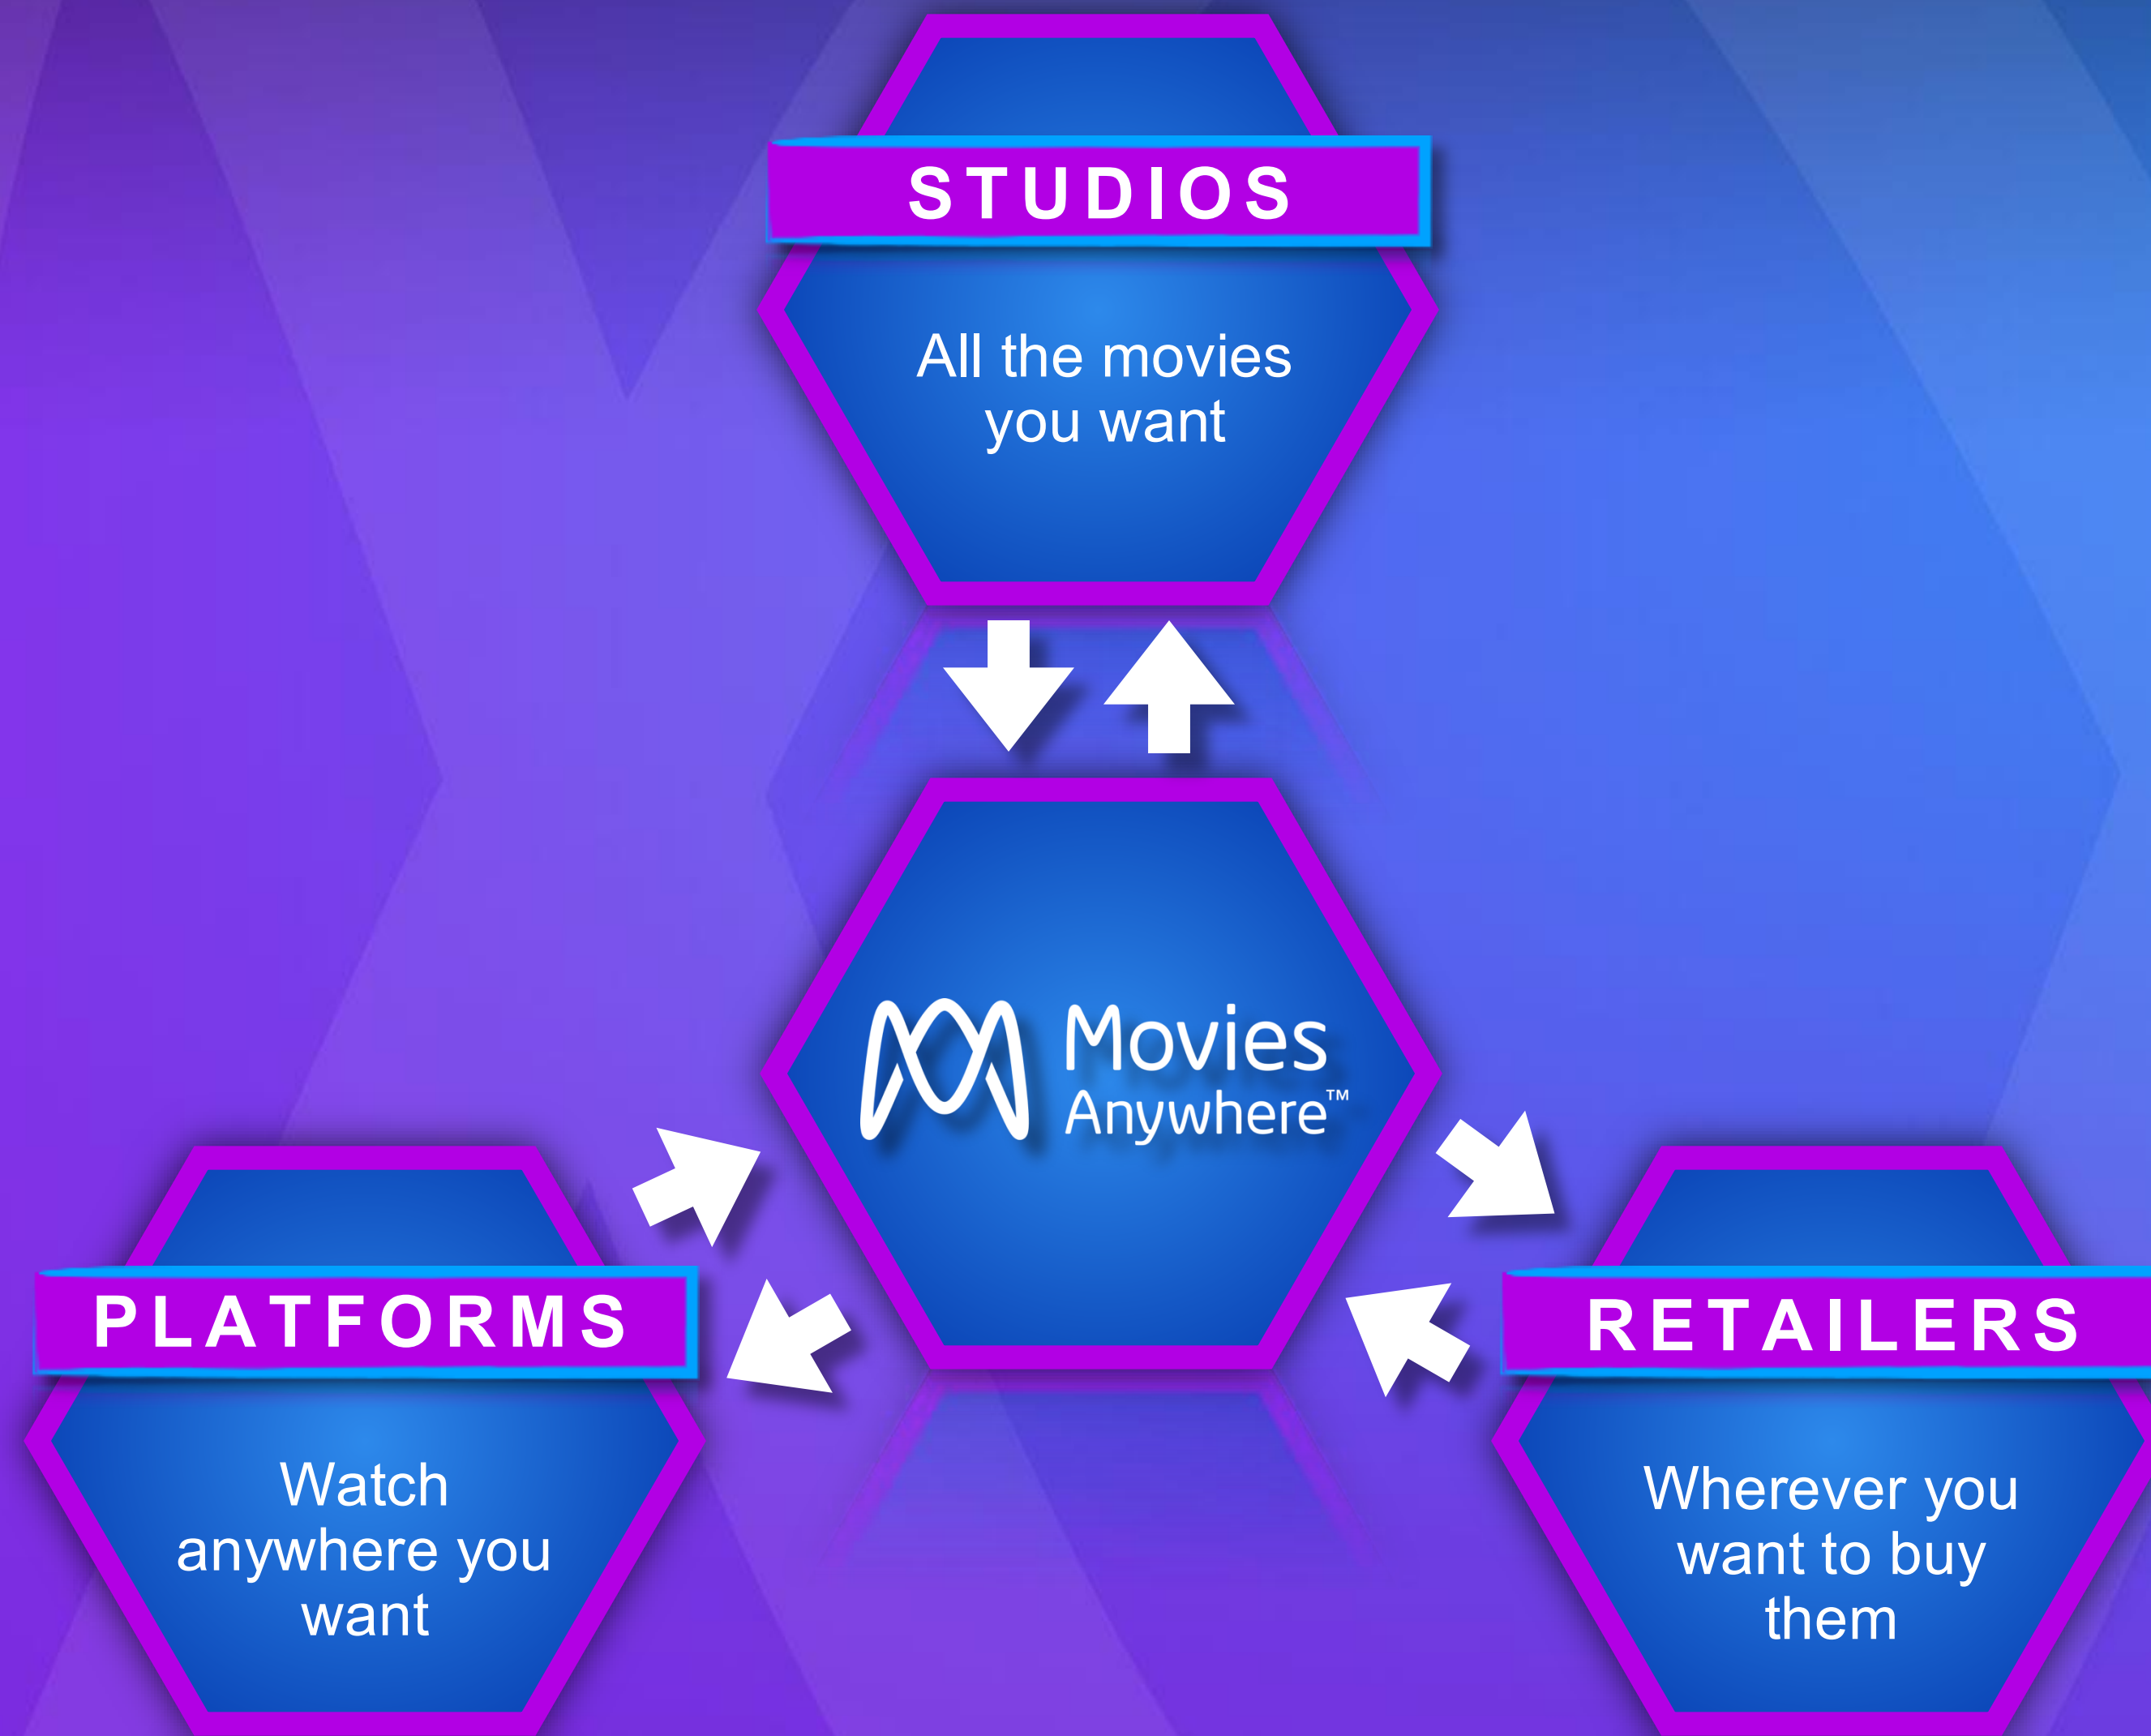 STUDIOS
All the movies
you want
Movies
Anywhere™
PLATFORMS
Watch
anywhere you
want
RETAILERS
Wherever you
want to buy
them